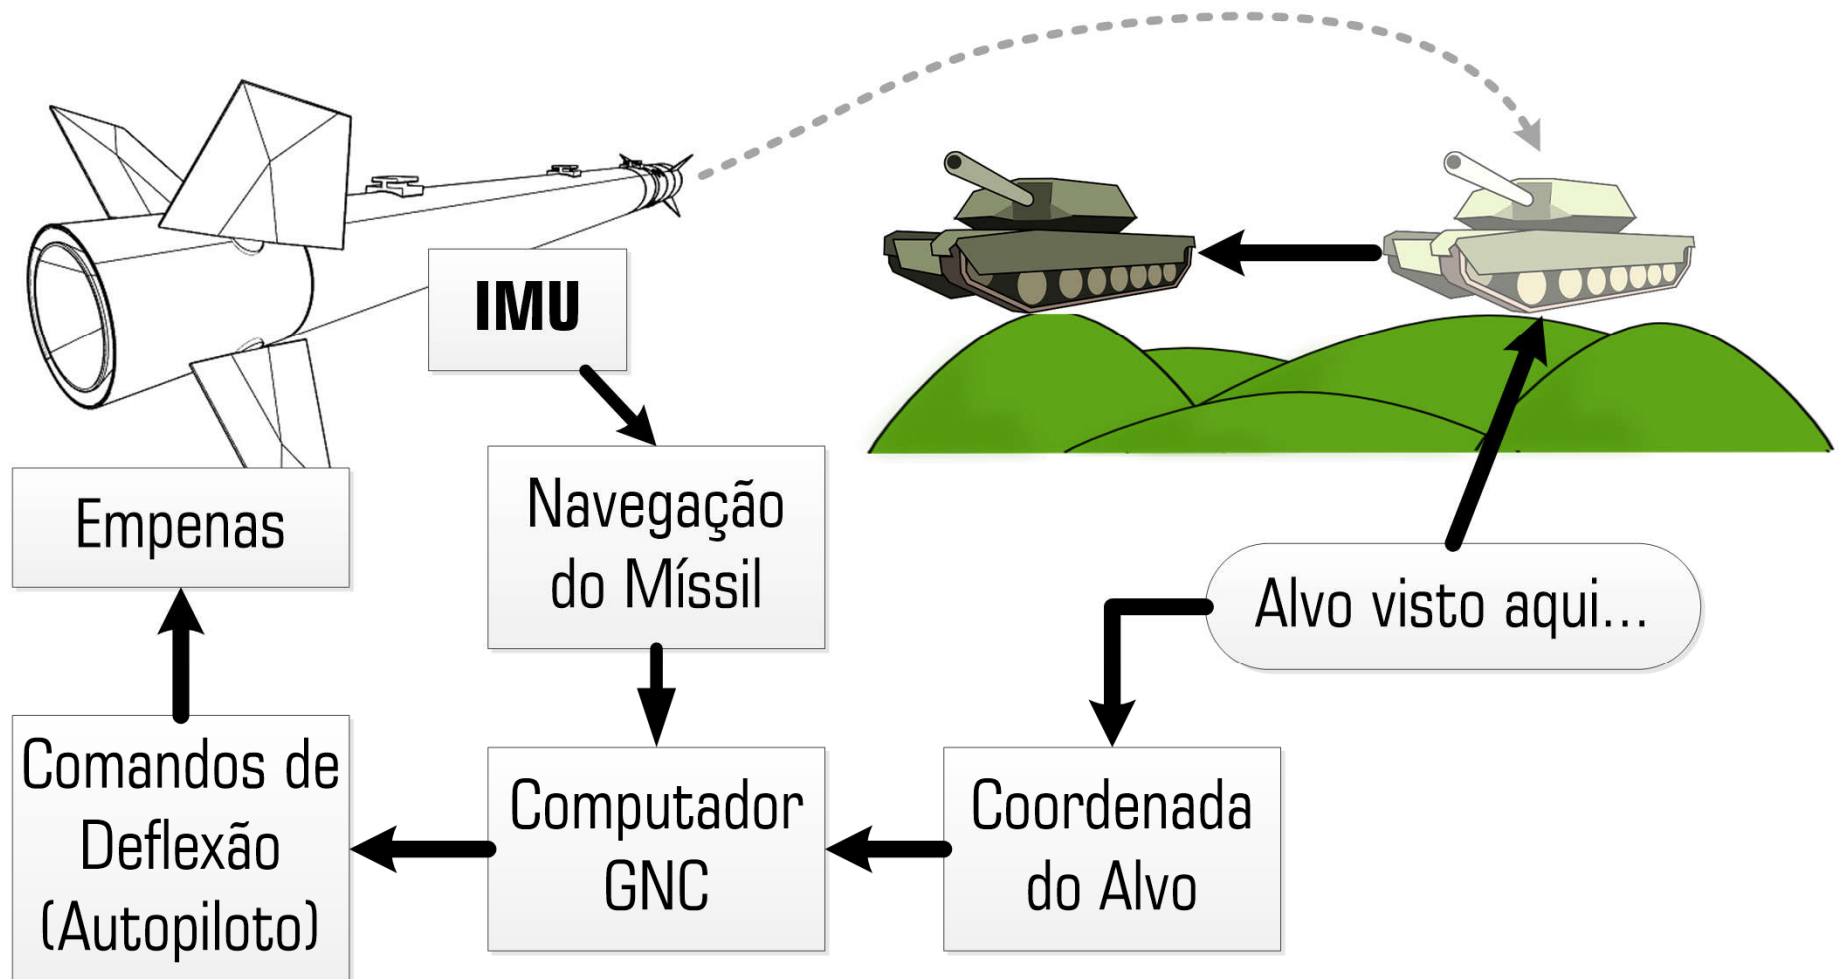 IMU
Empenas
Navegação
do Míssil
Alvo visto aqui...
Comandos de
Deflexão
(Autopiloto)
Computador
GNC
Coordenada
do Alvo